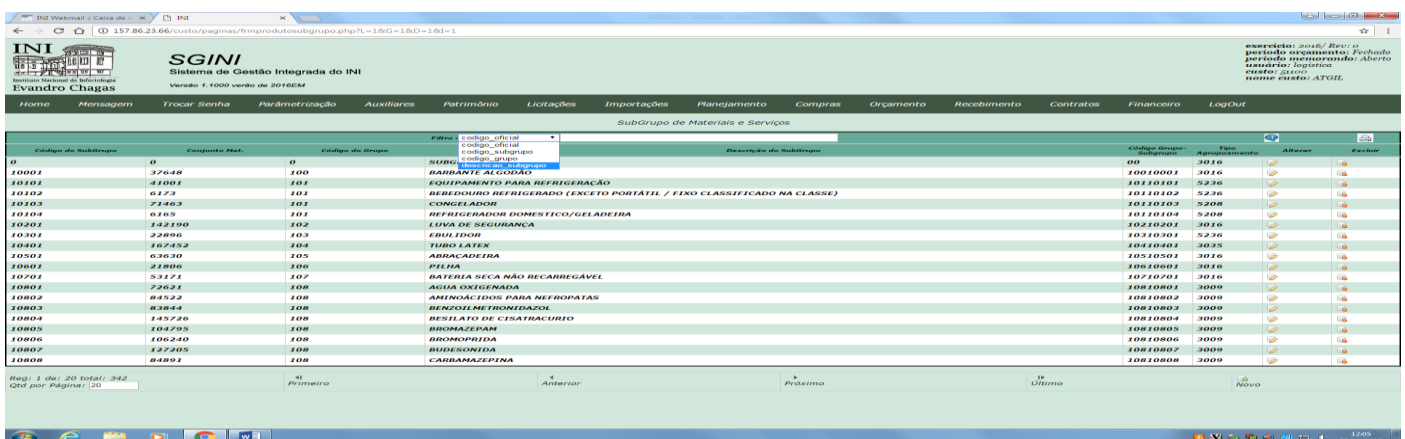 INI Webmail :: Caixa de
INI
157.86.23.66/custo/paginas/frmprodutosubgrupo.php?L=1&G=1&D=1&I=1
INI
Instituto Nacional de Infectologia
Evandro Chagas
SGINI
Sistema de Gestão Integrada do INI
Versão 1.1000 verão de 2016EM
exercício: 2016/ Rev: 0
período orçamento: Fechado
período memorando: Aberto
usuário: logistica
custo: 51100
nome custo: ATGIL
Home Mensagem Trocar Senha Parâmetrização Auxiliares Patrimônio Licitações Importações Planejamento Compras Orçamento Recebimento Contratos Financeiro LogOut
SubGrupo de Materiais e Serviços
Filtro codigo_oficial
codigo_oficial
codigo_subgrupo
codigo_grupo
descricao_subgrupo
Código do SubGrupo Conjunto Mat. Código do Grupo Descrição do SubGrupo Código Grupo-Subgrupo Tipo Agrupoamento Alterar Excluir
0 0 0 SUBG 00 3016
10001 37648 100 BARBANTE ALGODÃO 10010001 3016
10101 41001 101 EQUIPAMENTO PARA REFRIGERAÇÃO 10110101 5236
10102 6173 101 BEBEDOURO REFRIGERADO (EXCETO PORTÁTIL / FIXO CLASSIFICADO NA CLASSE) 10110102 5236
10103 71463 101 CONGELADOR 10110103 5208
10104 6165 101 REFRIGERADOR DOMESTICO/GELADEIRA 10110104 5208
10201 142190 102 LUVA DE SEGURANÇA 10210201 3016
10301 22896 103 EBULIDOR 10310301 5236
10401 167452 104 TUBO LATEX 10410401 3035
10501 63630 105 ABRAÇADEIRA 10510501 3016
10601 21806 106 PILHA 10610601 3016
10701 53171 107 BATERIA SECA NÃO RECARREGÁVEL 10710701 3016
10801 72621 108 AGUA OXIGENADA 10810801 3009
10802 84522 108 AMINOÁCIDOS PARA NEFROPATAS 10810802 3009
10803 83844 108 BENZOILMETRONIDAZOL 10810803 3009
10804 145726 108 BESILATO DE CISATRACURIO 10810804 3009
10805 104795 108 BROMAZEPAM 10810805 3009
10806 106240 108 BROMOPRIDA 10810806 3009
10807 127205 108 BUDESONIDA 10810807 3009
10808 84891 108 CARBAMAZEPINA 10810808 3009
Reg: 1 de: 20 total: 342
Qtd por Página: 20
Primeiro Anterior Próximo Último Novo
12:05